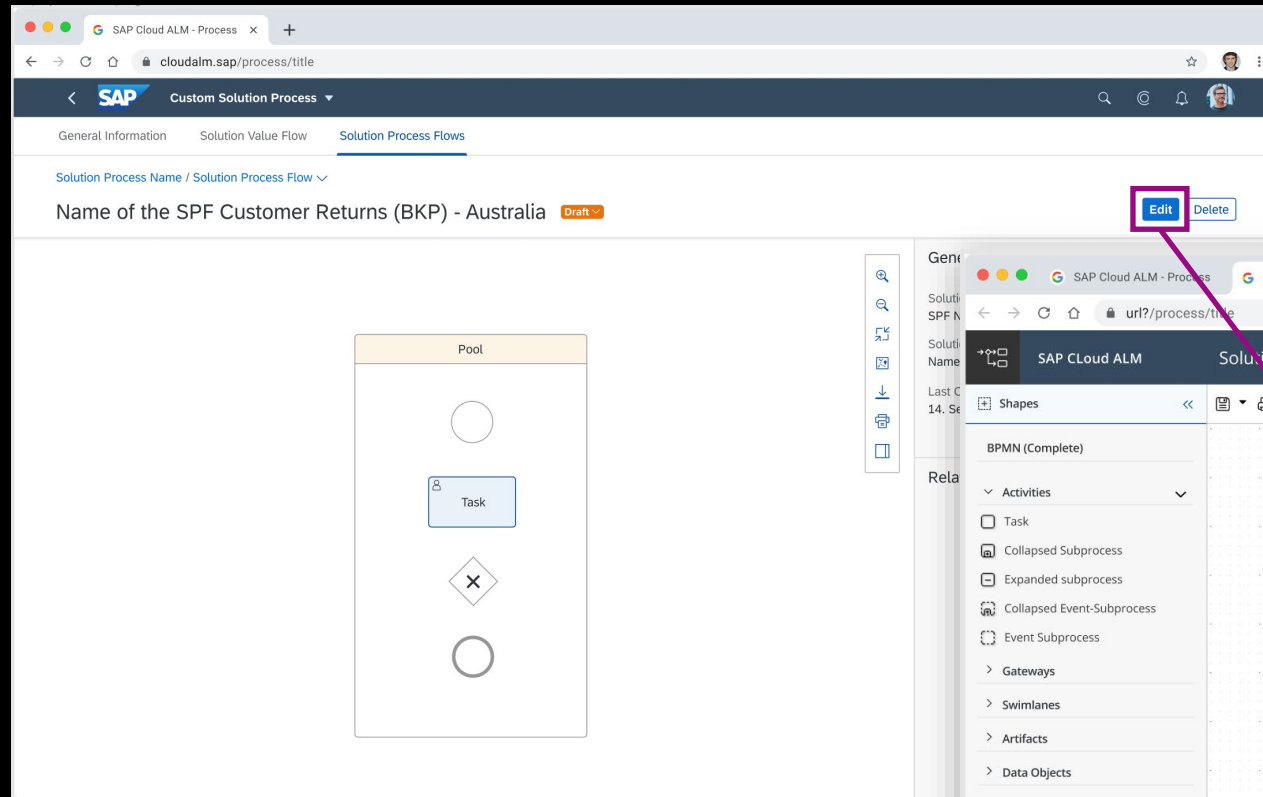 SAP Cloud ALM - Process
cloudalm.sap/process/title
SAP Custom Solution Process
General Information Solution Value Flow Solution Process Flows
Solution Process Name / Solution Process Flow
Name of the SPF Customer Returns (BKP) - Australia Draft
Edit Delete
Pool
Task
SPF
Name
14.
SAP Cloud ALM - Process
url?/process/title
SAP CLoud ALM
Shapes
BPMN (Complete)
Activities
Task
Collapsed Subprocess
Expanded subprocess
Collapsed Event-Subprocess
Event Subprocess
Gateways
Swimlanes
Artifacts
Data Objects